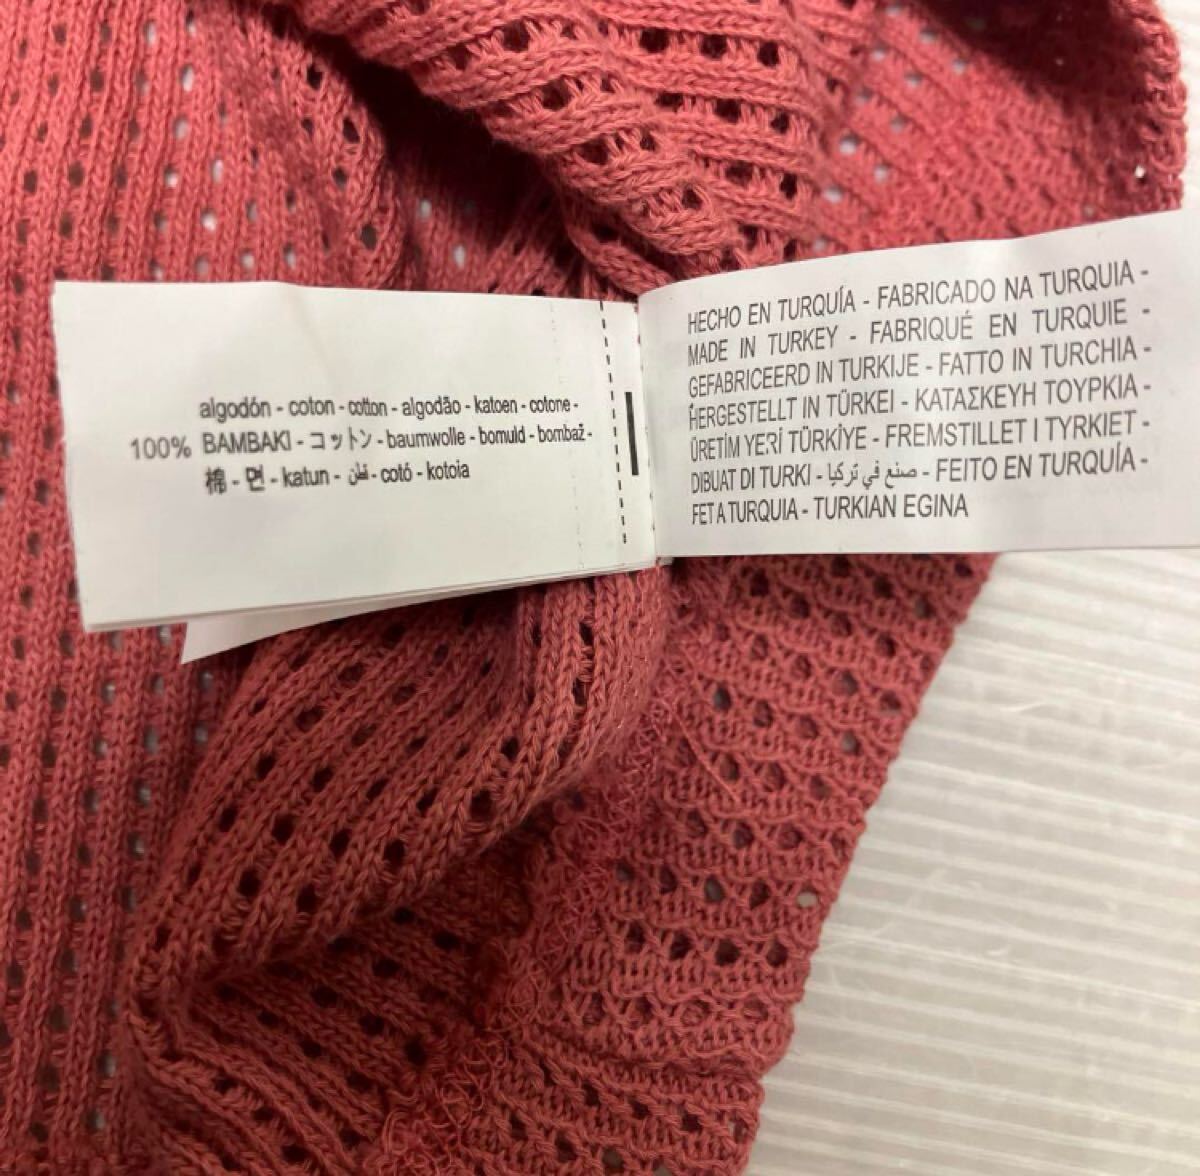 algodón - coton - cotton - algodão - katoen - cotone -
100% BAMBAKI - コットン - baumwolle - bomuld - bombaž -
棉 - 면 - katun - قطن - cotó - kotoia
HECHO EN TURQUÍA - FABRICADO NA TURQUIA -
MADE IN TURKEY - FABRIQUÉ EN TURQUIE -
GEFABRICEERD IN TURKIJE - FATTO IN TURCHIA -
HERGESTELLT IN TÜRKEI - ΚΑΤΑΣΚΕΥΗ ΤΟΥΡΚΙΑ -
ÜRETİM YERİ TÜRKİYE - FREMSTILLET I TYRKIET -
DIBUAT DI TURKI - صنع في تركيا - FEITO EN TURQUÍA -
FET A TURQUIA - TURKIAN EGINA